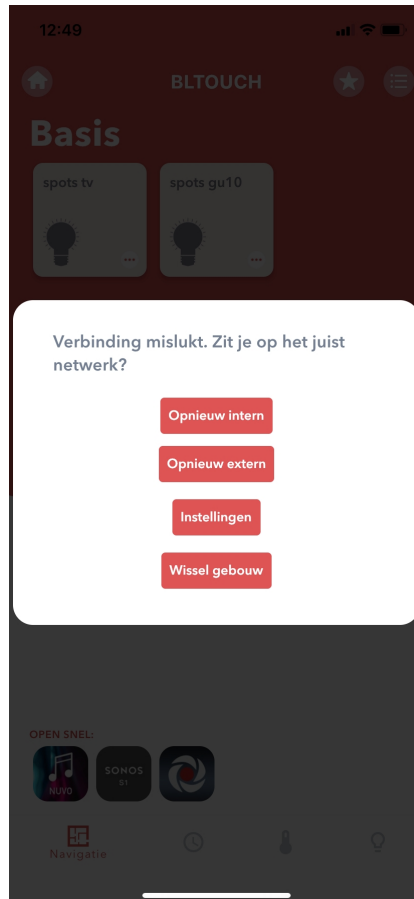 12:49
BLTOUCH
Basis
spots tv
spots gu10
Verbinding mislukt. Zit je op het juist
netwerk?
Opnieuw intern
Opnieuw extern
Instellingen
Wissel gebouw
OPEN SNEL:
NUVO
SONOS
S1
Navigatie